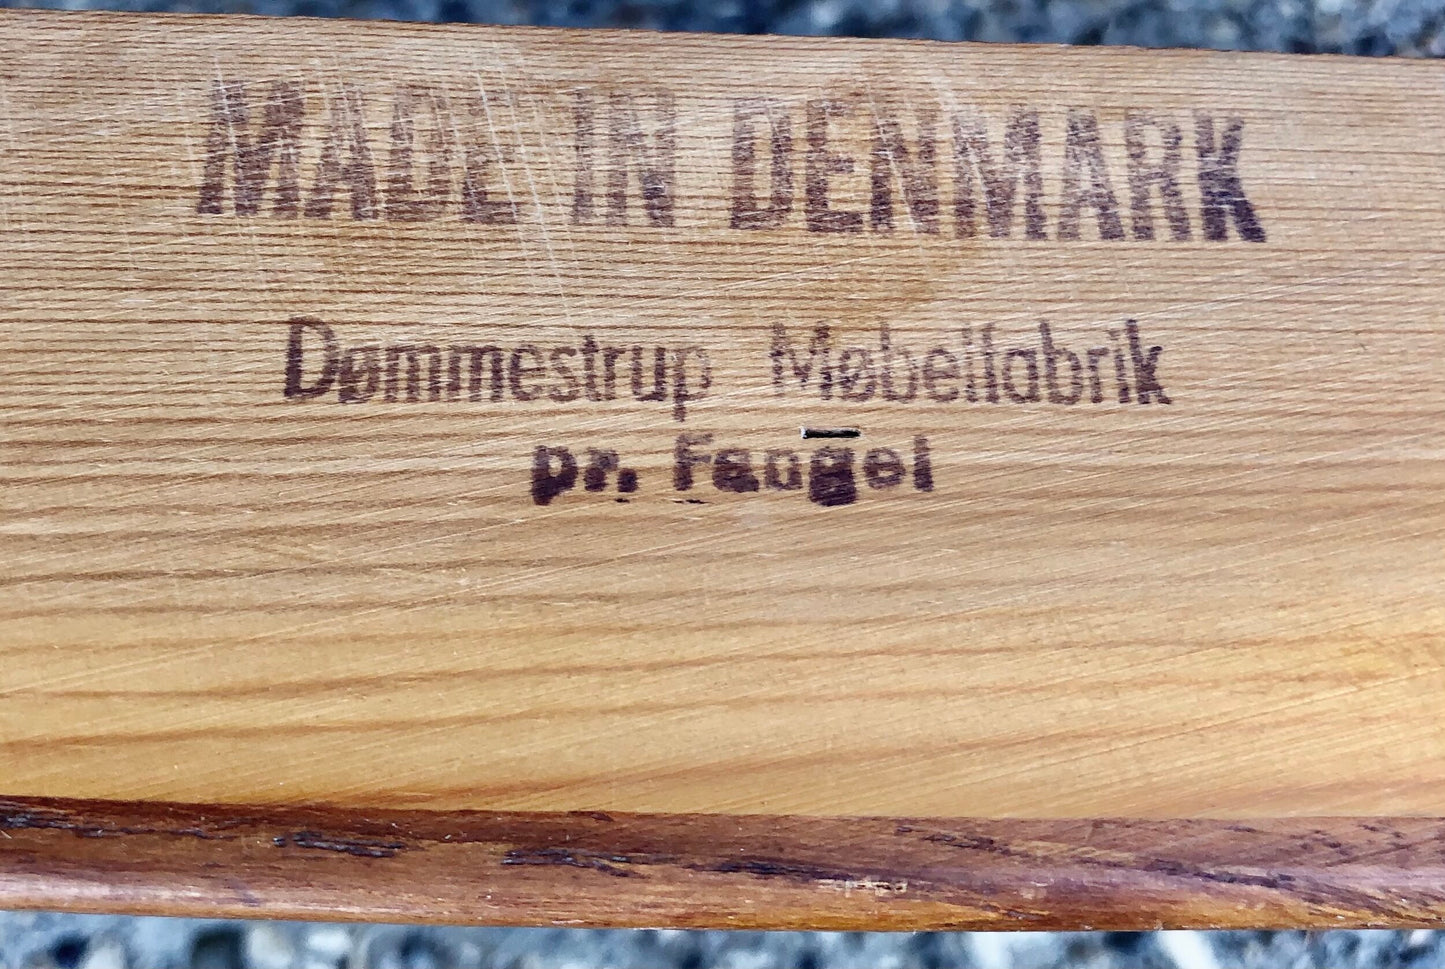 MADE IN DENMARK
Dømmestrup Møbelfabrik
pr. Fangel